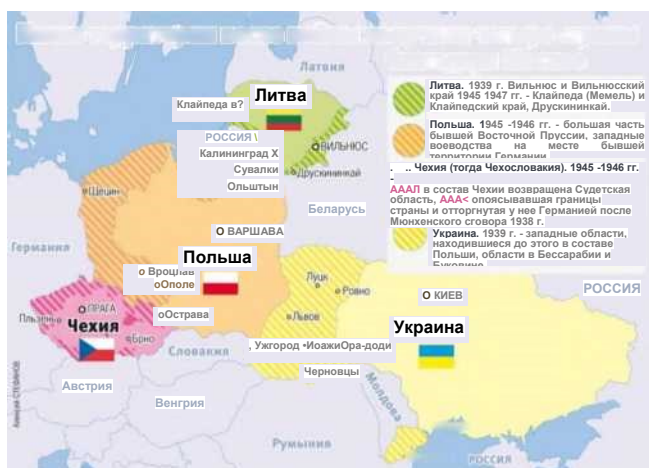 Латвия
Литва
Клайпеда в?
РОССИЯ \
Калининград Х
Сувалки
Ольштын
ВИЛЬНЮС
Друскининкай
Беларусь
Щецин
Германия
О ВАРШАВА
Польша
о Вроцлав
оОполе
Луцк
Ровно
О КИЕВ
РОССИЯ
ПРАГА
Чехия
Брно
оОстрава
Львов
Украина
Словакия
, Ужгород •ИоажиОра-доди
Черновцы
Австрия
Венгрия
Молдова
Румыния
РОССИЯ
Литва. 1939 г. Вильнюс и Вильнюсский
край 1945 1947 гг. - Клайпеда (Мемель) и
Клайпедский край, Друскининкай.
Польша. 1945 -1946 гг. - большая часть
бывшей Восточной Пруссии, западные
воеводства на месте бывшей
территории Германии
. .. Чехия (тогда Чехословакия). 1945 -1946 гг.
-
АААЛ в состав Чехии возвращена Судетская
область, ААА< опоясывавшая границы
страны и отторгнутая у нее Германией после
Мюнхенского сговора 1938 г.
Украина. 1939 г. - западные области,
находившиеся до этого в составе
Польши, области в Бессарабии и
Буковине